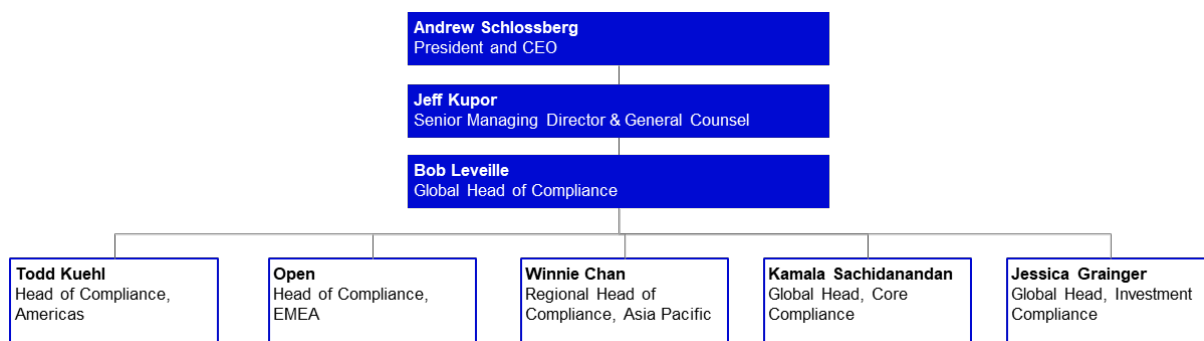 Andrew Schlossberg
President and CEO
Jeff Kupor
Senior Managing Director & General Counsel
Bob Leveille
Global Head of Compliance
Todd Kuehl
Head of Compliance,
Americas
Open
Head of Compliance,
EMEA
Winnie Chan
Regional Head of
Compliance, Asia Pacific
Kamala Sachidanandan
Global Head, Core
Compliance
Jessica Grainger
Global Head, Investment
Compliance